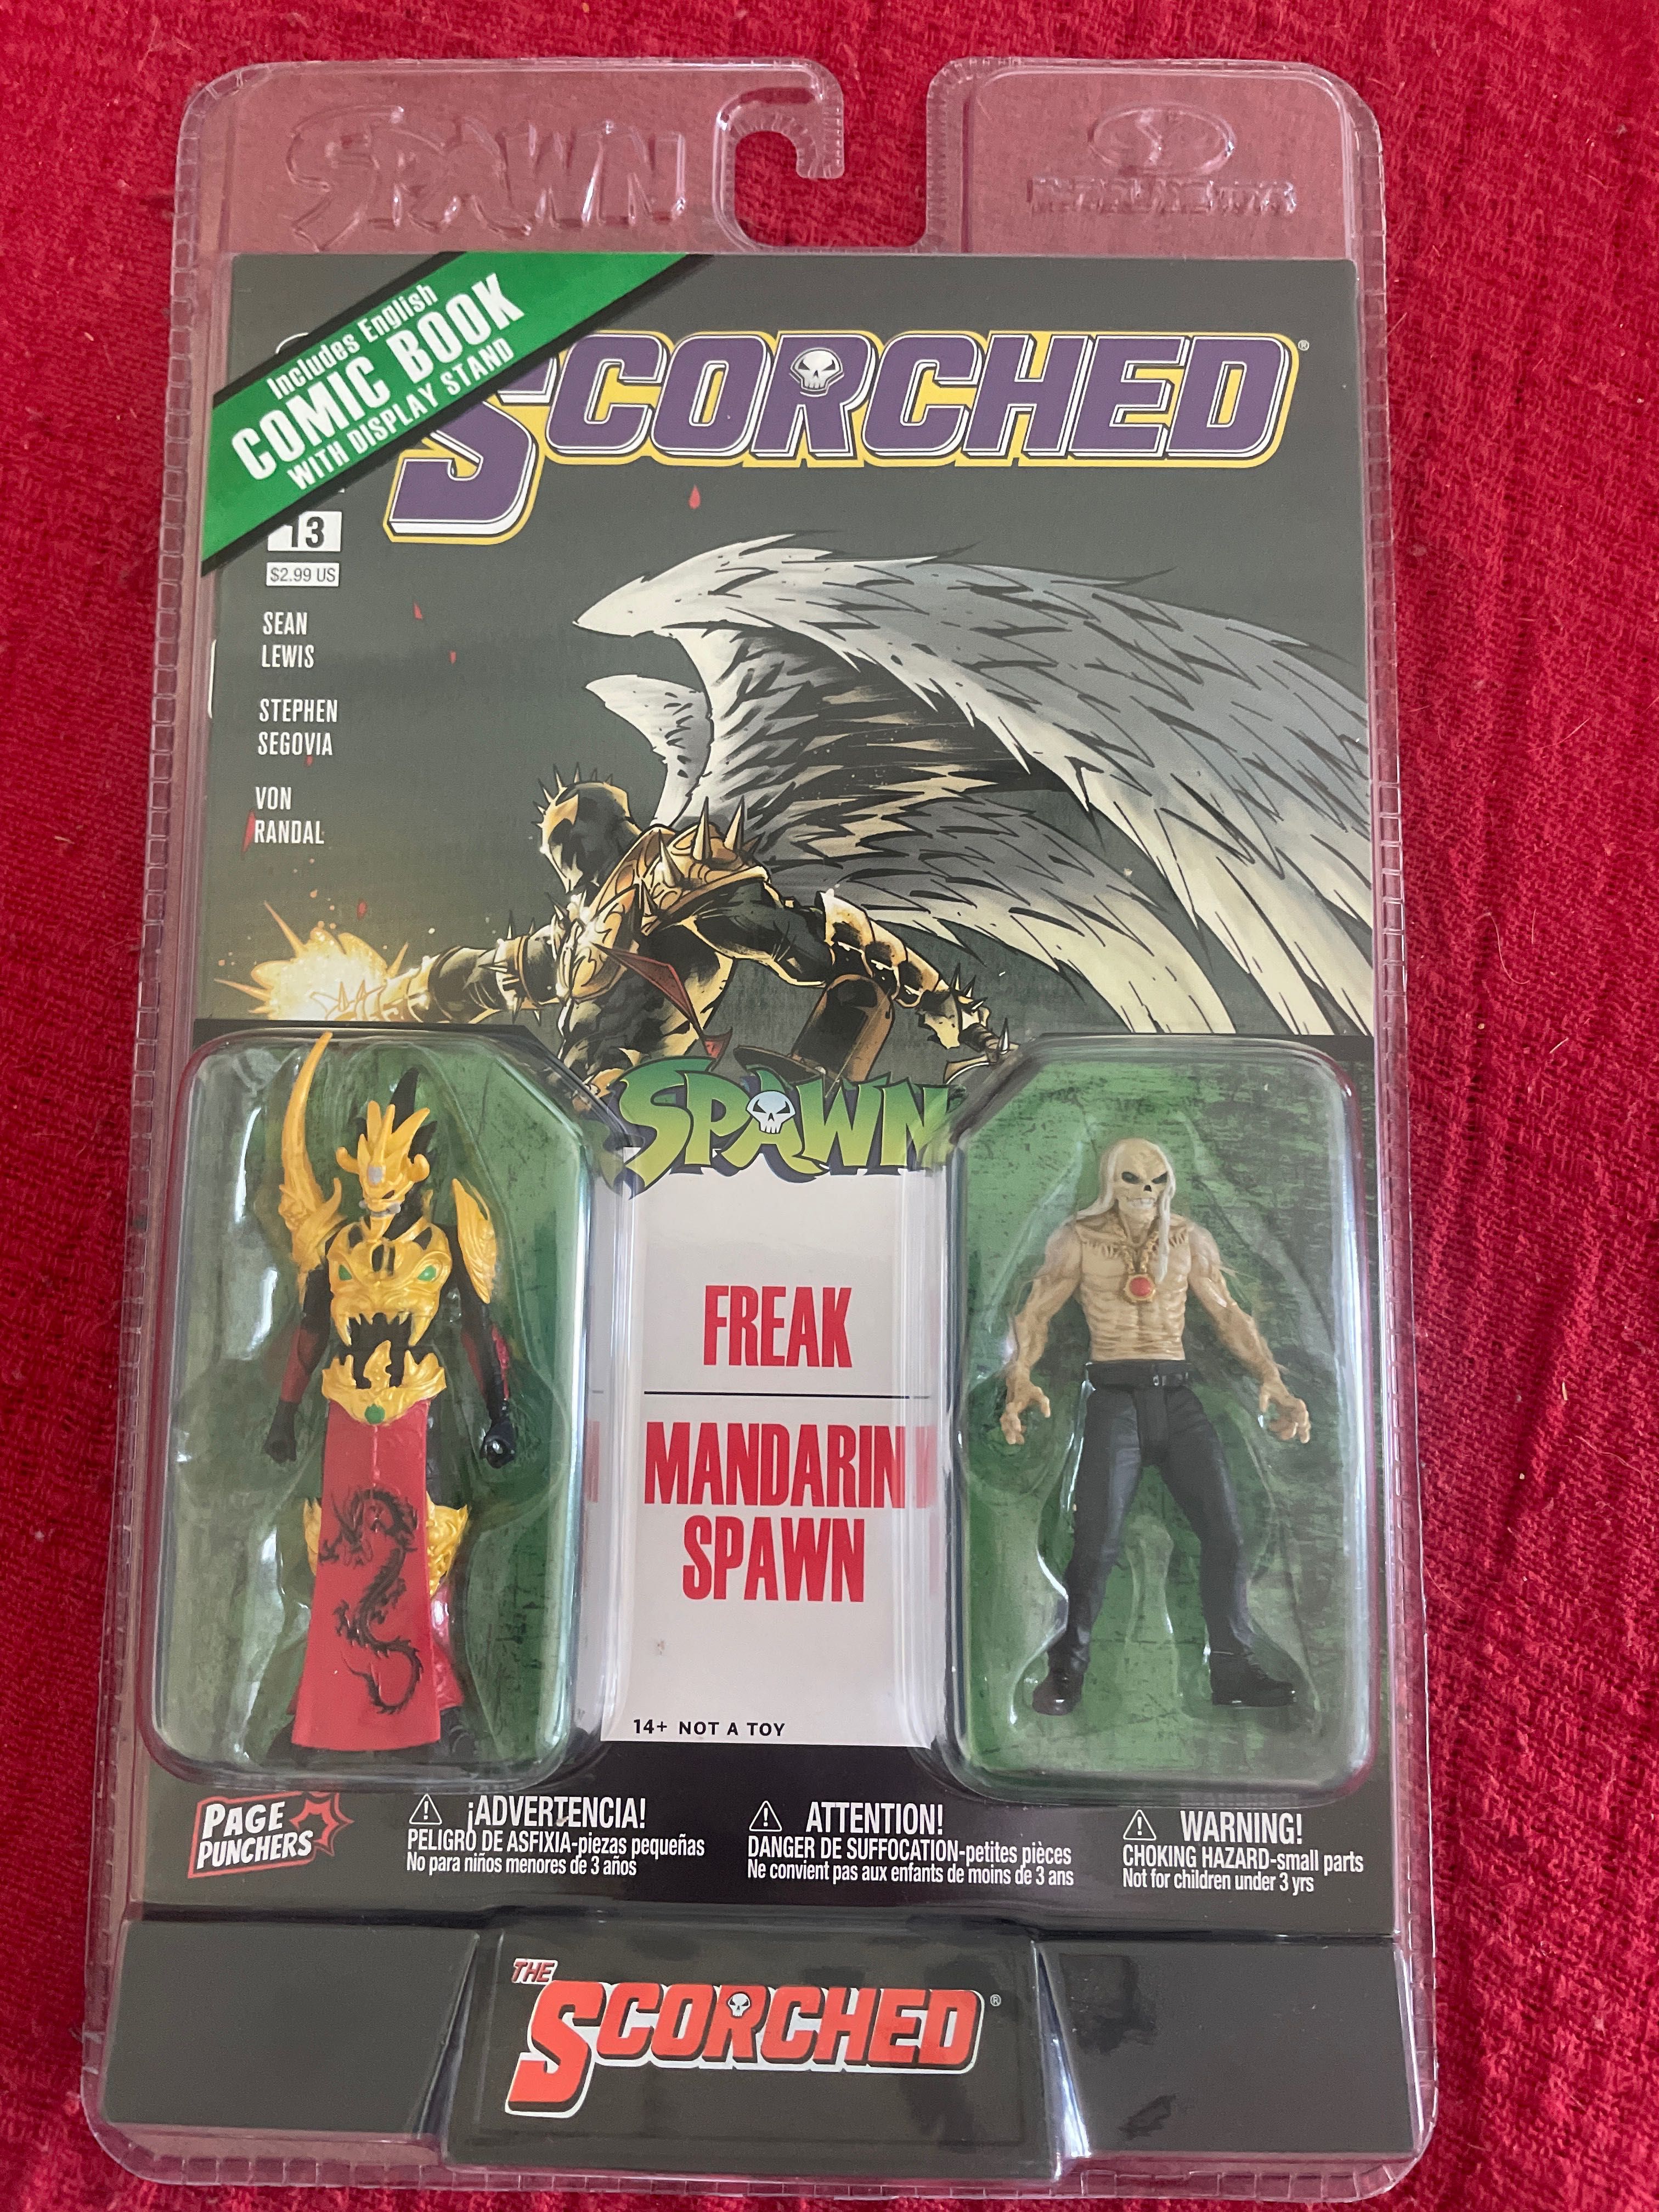 SPAWN
Includes English
COMIC BOOK
WITH DISPLAY STAND
SCORCHED®
13
$2.99 US
SEAN
LEWIS
STEPHEN
SEGOVIA
VON
RANDAL
SPAWN
FREAK
MANDARIN
SPAWN
14+ NOT A TOY
PAGE
PUNCHERS
¡ADVERTENCIA!
PELIGRO DE ASFIXIA-piezas pequeñas
No para niños menores de 3 años
ATTENTION!
DANGER DE SUFFOCATION-petites pièces
Ne convient pas aux enfants de moins de 3 ans
WARNING!
CHOKING HAZARD-small parts
Not for children under 3 yrs
THE
SCORCHED®